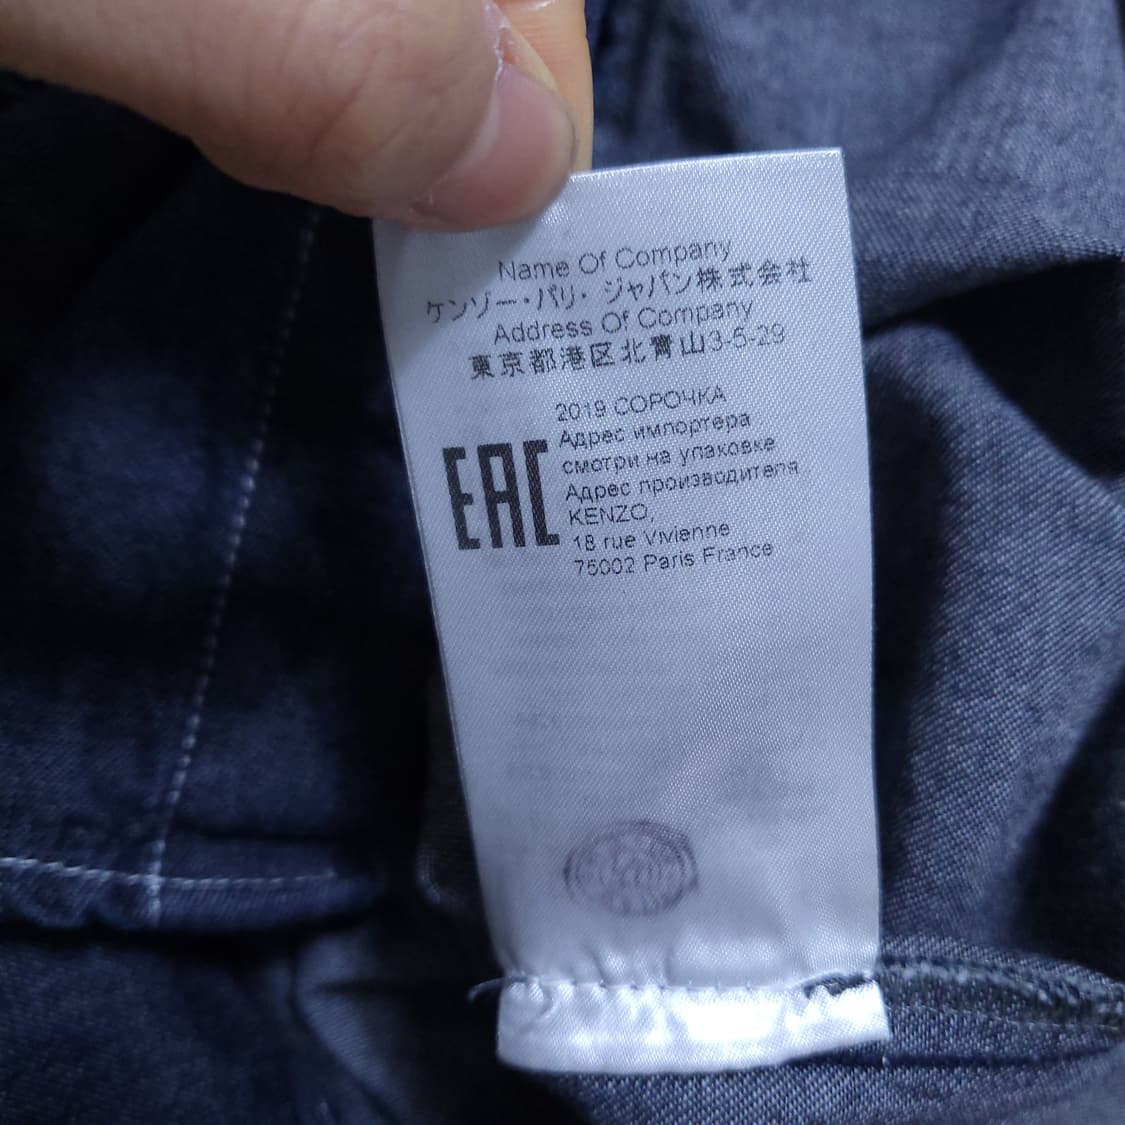 Name Of Company
ケンゾー・パリ・ジャパン株式会社
Address Of Company
東京都港区北青山3-5-29
2019 СОРОЧКА
Адрес импортера
смотри на упаковке
Адрес производителя
EAC
KENZO,
18 rue Vivienne
75002 Paris France